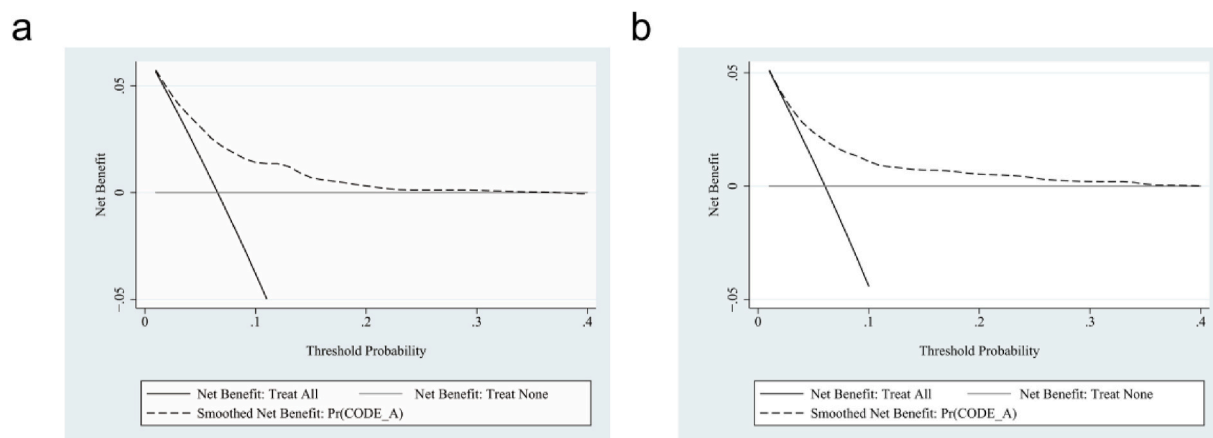 a
.05
0
-.05
Net Benefit
0
.1
.2
.3
.4
Threshold Probability
Net Benefit: Treat All
Net Benefit: Treat None
Smoothed Net Benefit: Pr(CODE_A)
b
.05
0
-.05
Net Benefit
0
.1
.2
.3
.4
Threshold Probability
Net Benefit: Treat All
Net Benefit: Treat None
Smoothed Net Benefit: Pr(CODE_A)